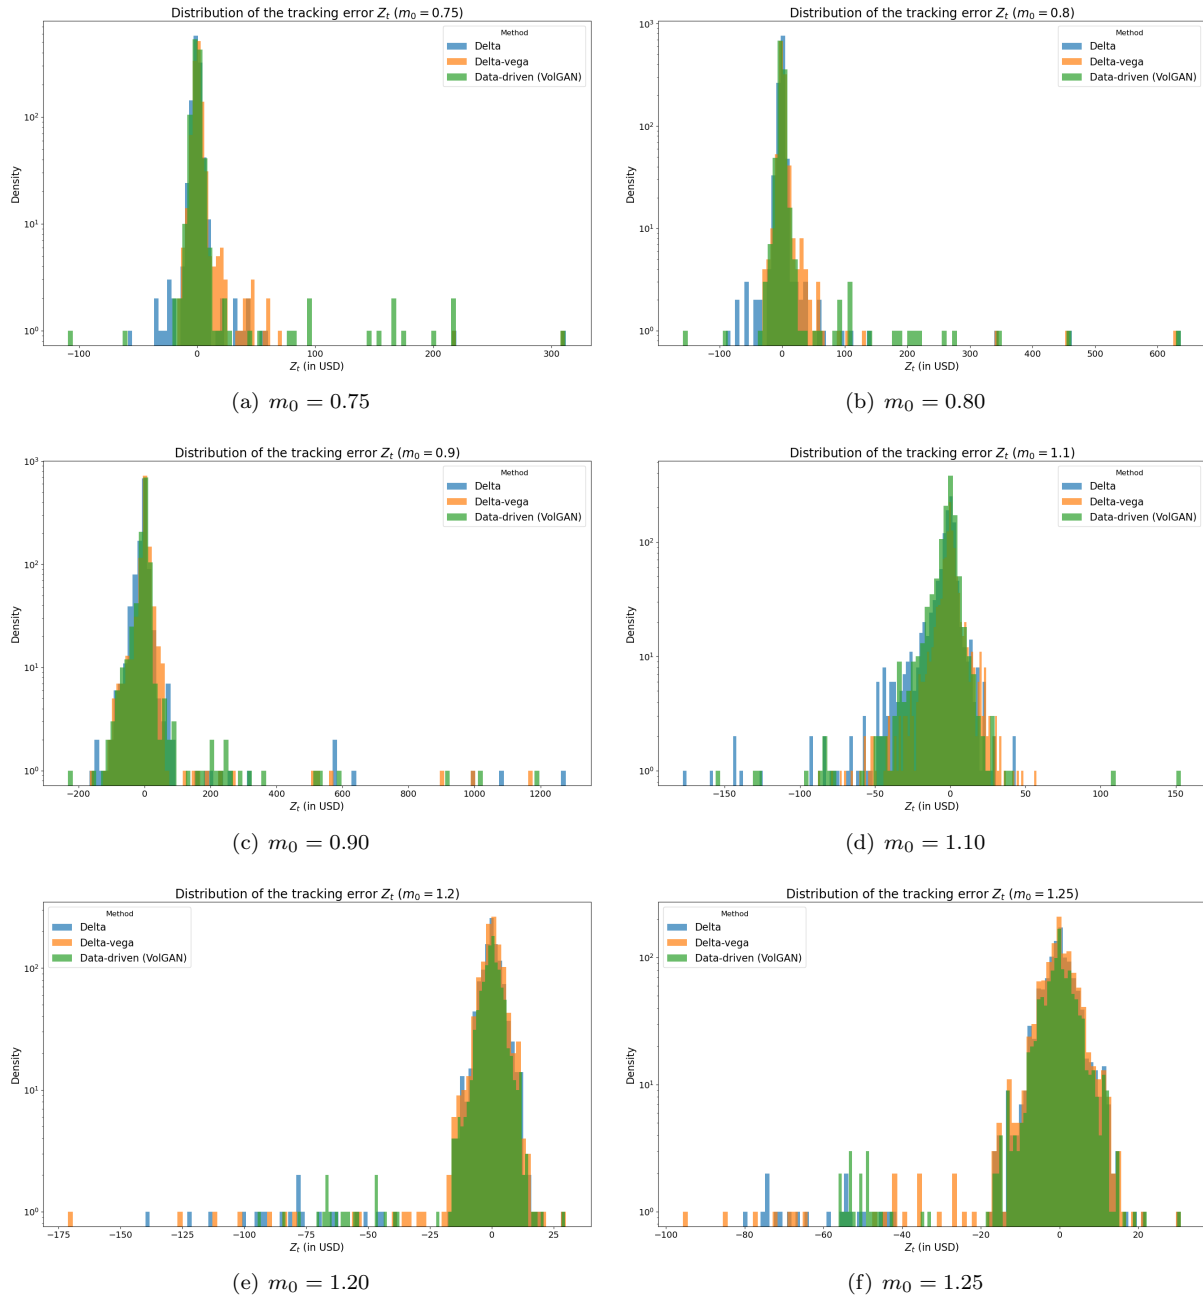 Distribution of the tracking error Z_t (m_0 = 0.75)
Method
Delta
Delta-vega
Data-driven (VolGAN)
Density
10^2
10^1
10^0
−100 0 100 200 300
Z_t (in USD)
(a) m_0 = 0.75
Distribution of the tracking error Z_t (m_0 = 0.8)
Method
Delta
Delta-vega
Data-driven (VolGAN)
Density
10^3
10^2
10^1
10^0
−100 0 100 200 300 400 500 600
Z_t (in USD)
(b) m_0 = 0.80
Distribution of the tracking error Z_t (m_0 = 0.9)
Method
Delta
Delta-vega
Data-driven (VolGAN)
Density
10^3
10^2
10^1
10^0
−200 0 200 400 600 800 1000 1200
Z_t (in USD)
(c) m_0 = 0.90
Distribution of the tracking error Z_t (m_0 = 1.1)
Method
Delta
Delta-vega
Data-driven (VolGAN)
Density
10^2
10^1
10^0
−150 −100 −50 0 50 100 150
Z_t (in USD)
(d) m_0 = 1.10
Distribution of the tracking error Z_t (m_0 = 1.2)
Method
Delta
Delta-vega
Data-driven (VolGAN)
Density
10^2
10^1
10^0
−175 −150 −125 −100 −75 −50 −25 0 25
Z_t (in USD)
(e) m_0 = 1.20
Distribution of the tracking error Z_t (m_0 = 1.25)
Method
Delta
Delta-vega
Data-driven (VolGAN)
Density
10^2
10^1
10^0
−100 −80 −60 −40 −20 0 20
Z_t (in USD)
(f) m_0 = 1.25